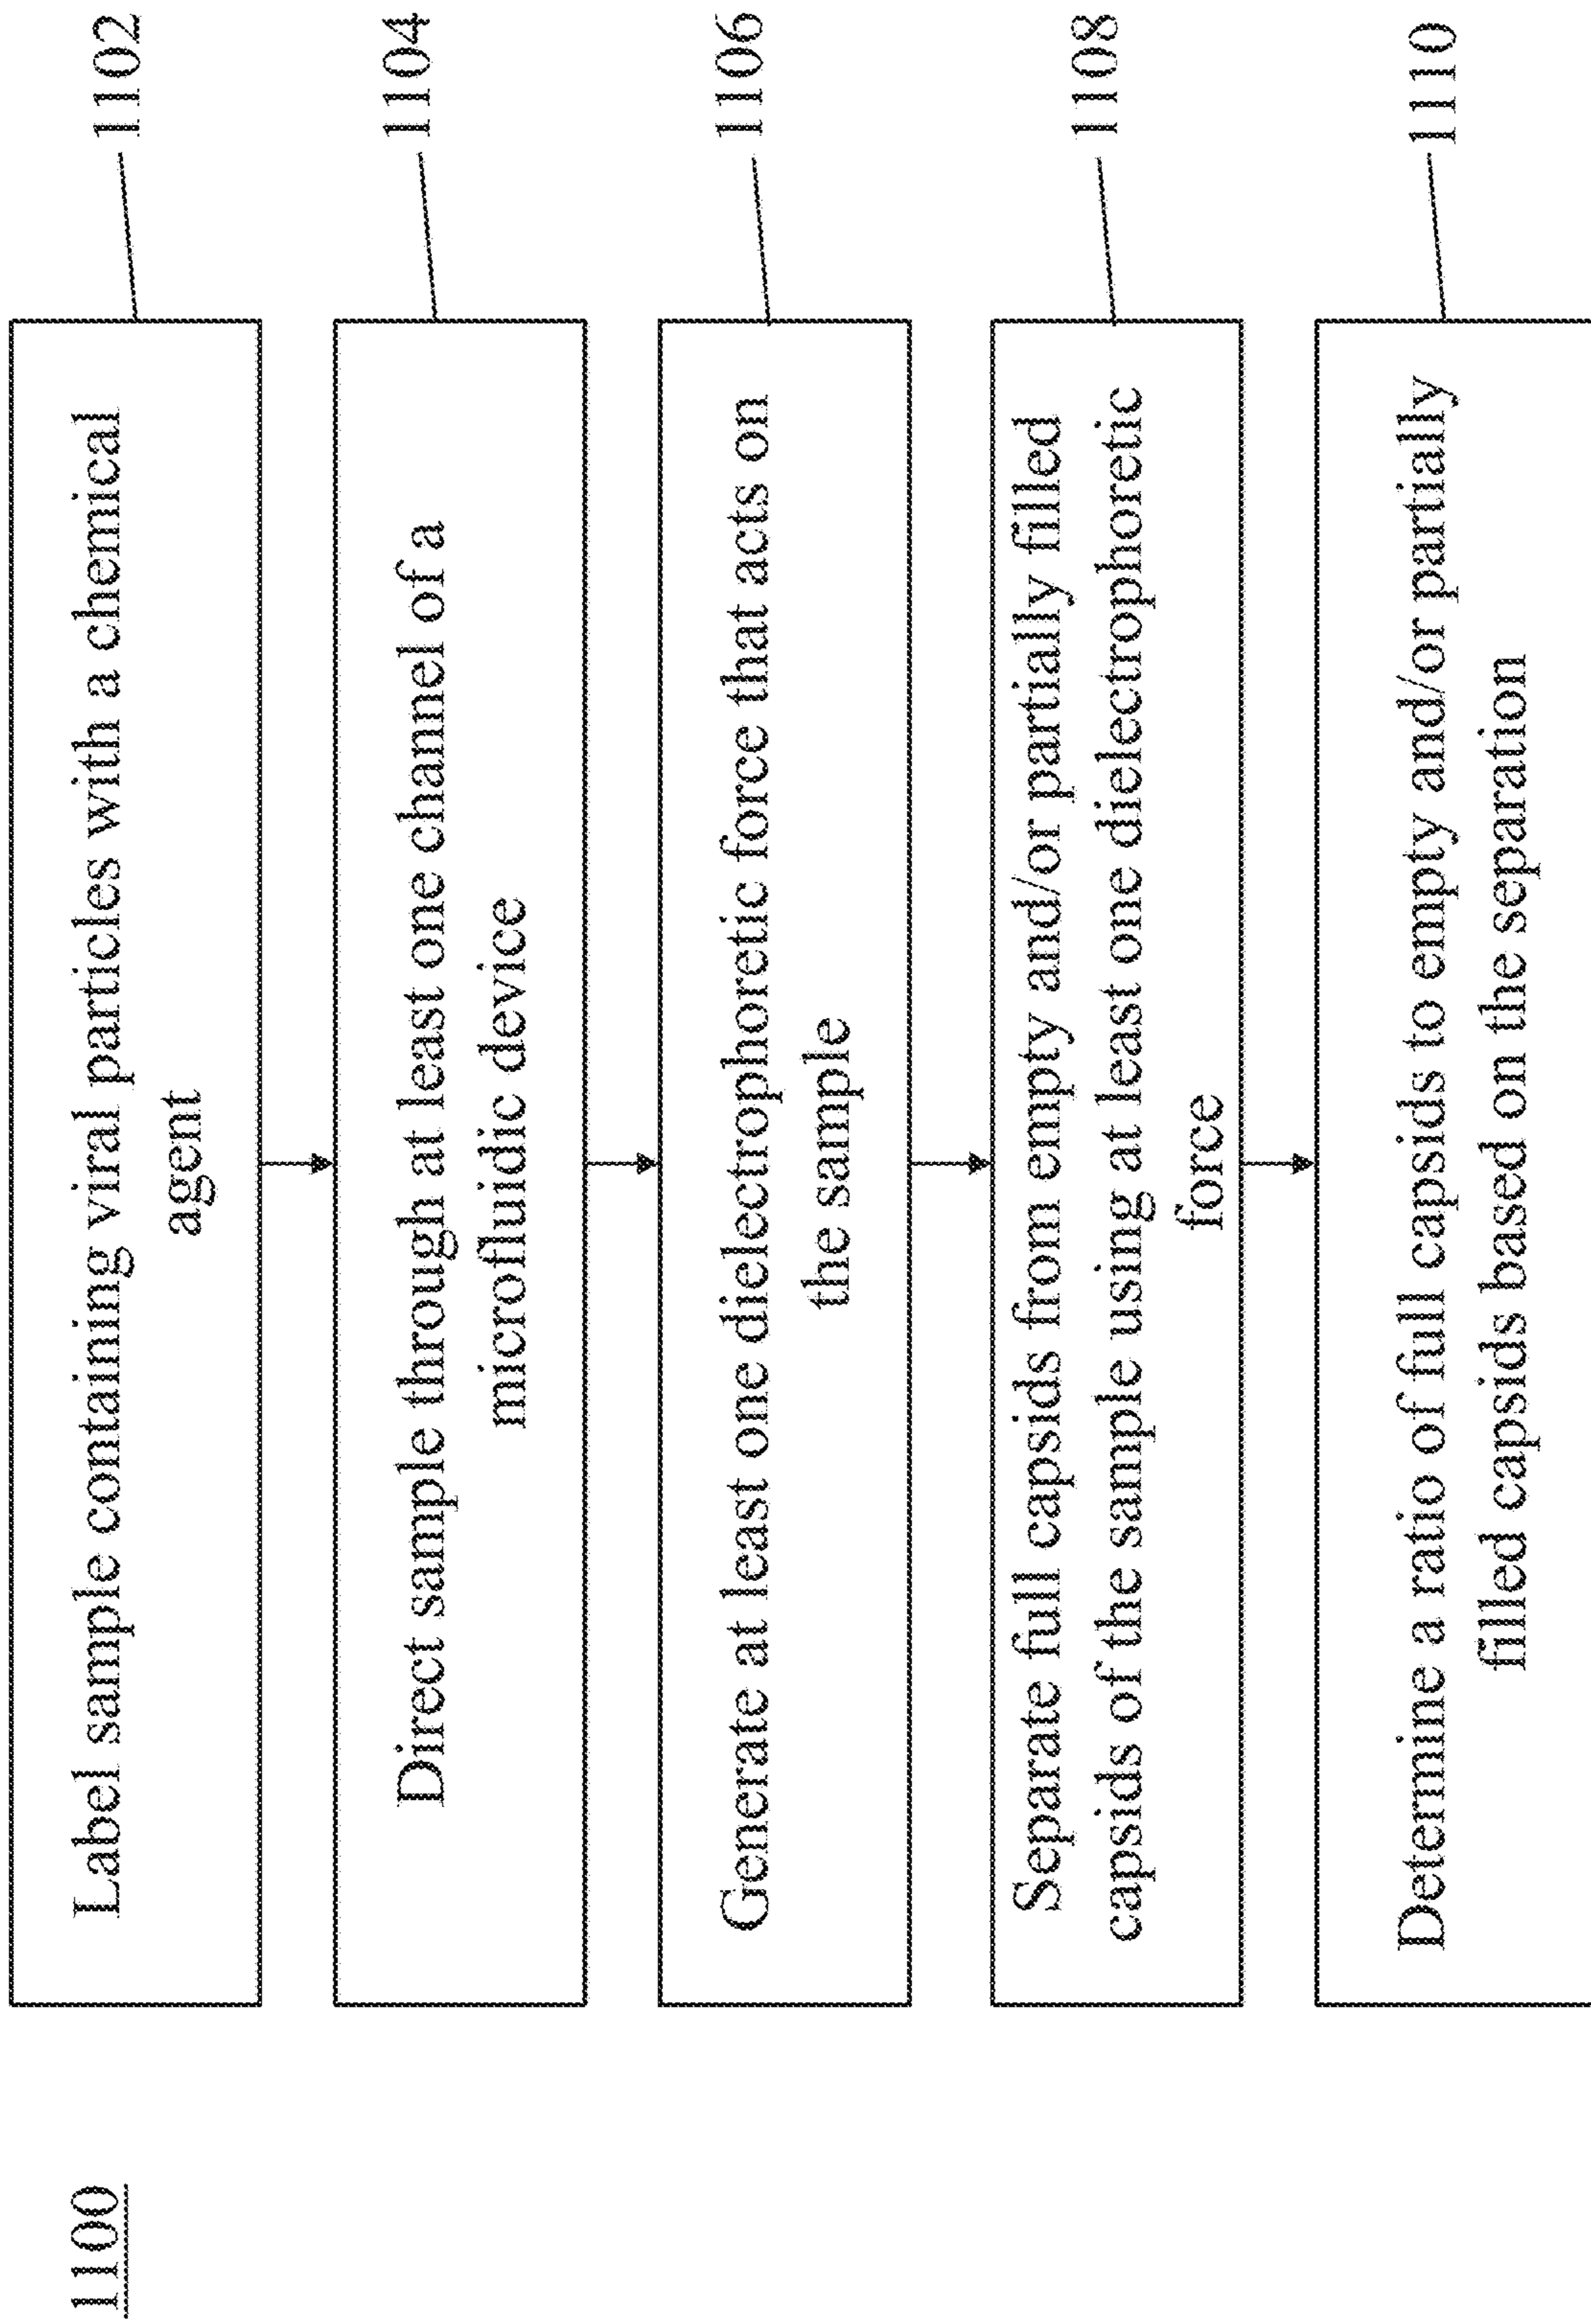 1100
Label sample containing viral particles with a chemical
agent
1102
Direct sample through at least one channel of a
microfluidic device
1104
Generate at least one dielectrophoretic force that acts on
the sample
1106
Separate full capsids from empty and/or partially filled
capsids of the sample using at least one dielectrophoretic
force
1108
Determine a ratio of full capsids to empty and/or partially
filled capsids based on the separation
1110